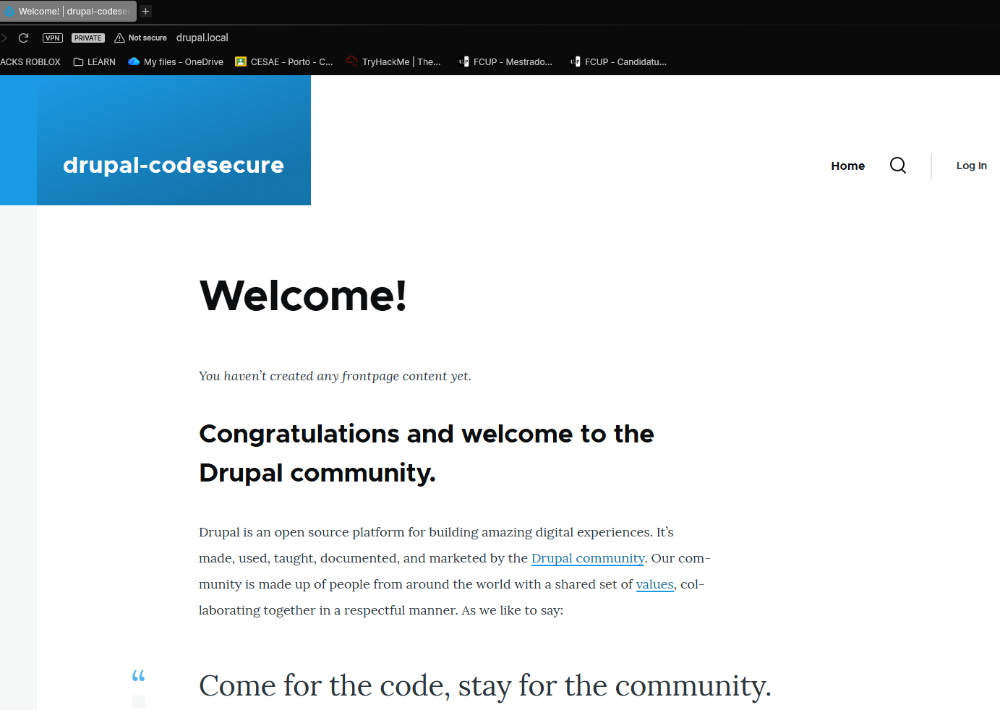 Welcome! | drupal-codese
VPN PRIVATE Not secure drupal.local
ACKS ROBLOX LEARN My files - OneDrive CESAE - Porto - C... TryHackMe | The... FCUP - Mestrado... FCUP - Candidatu...
drupal-codesecure
Home
Log In
Welcome!
You haven’t created any frontpage content yet.
Congratulations and welcome to the
Drupal community.
Drupal is an open source platform for building amazing digital experiences. It’s
made, used, taught, documented, and marketed by the Drupal community. Our com-
munity is made up of people from around the world with a shared set of values, col-
laborating together in a respectful manner. As we like to say:
“
Come for the code, stay for the community.